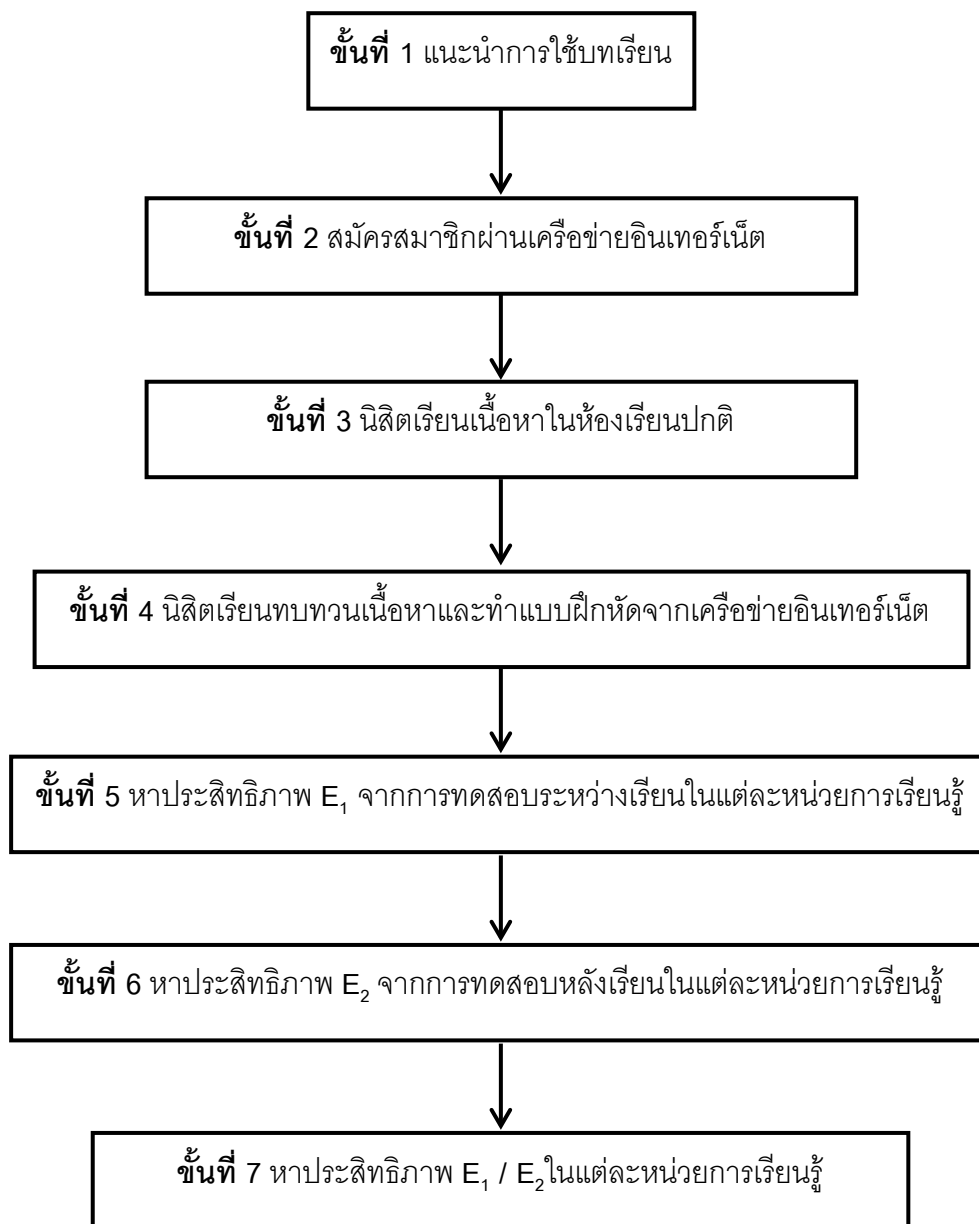 ขั้นที่ 1 แนะนำการใช้บทเรียน
ขั้นที่ 2 สมัครสมาชิกผ่านเครือข่ายอินเทอร์เน็ต
ขั้นที่ 3 นิสิตเรียนเนื้อหาในห้องเรียนปกติ
ขั้นที่ 4 นิสิตเรียนทบทวนเนื้อหาและทำแบบฝึกหัดจากเครือข่ายอินเทอร์เน็ต
ขั้นที่ 5 หาประสิทธิภาพ E₁ จากการทดสอบระหว่างเรียนในแต่ละหน่วยการเรียนรู้
ขั้นที่ 6 หาประสิทธิภาพ E₂ จากการทดสอบหลังเรียนในแต่ละหน่วยการเรียนรู้
ขั้นที่ 7 หาประสิทธิภาพ E₁ / E₂ในแต่ละหน่วยการเรียนรู้